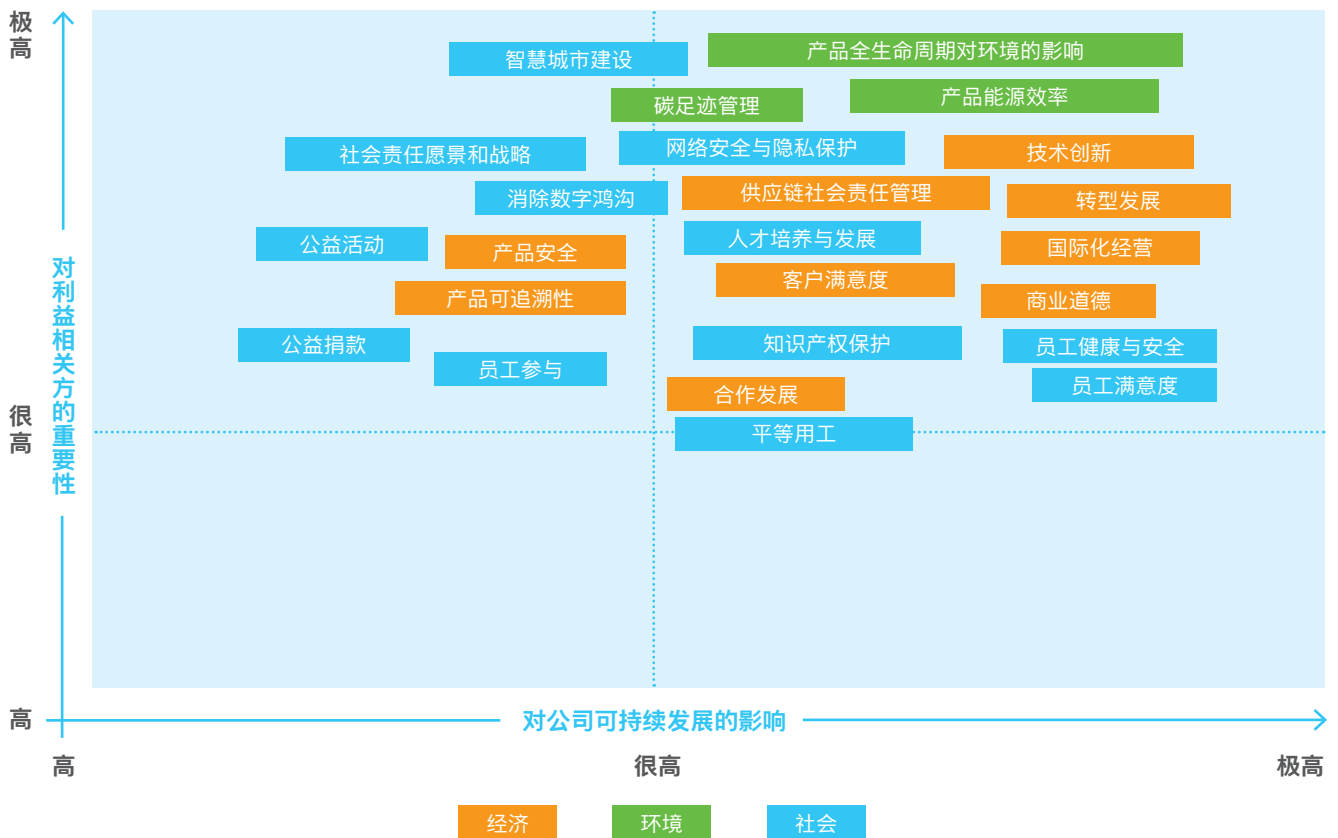 极高
智慧城市建设
产品全生命周期对环境的影响
碳足迹管理
产品能源效率
社会责任愿景和战略
网络安全与隐私保护
技术创新
消除数字鸿沟
供应链社会责任管理
转型发展
公益活动
产品安全
人才培养与发展
国际化经营
客户满意度
产品可追溯性
商业道德
公益捐款
知识产权保护
员工健康与安全
员工参与
员工满意度
合作发展
平等用工
对利益相关方的重要性
很高
高
对公司可持续发展的影响
高
很高
极高
经济
环境
社会